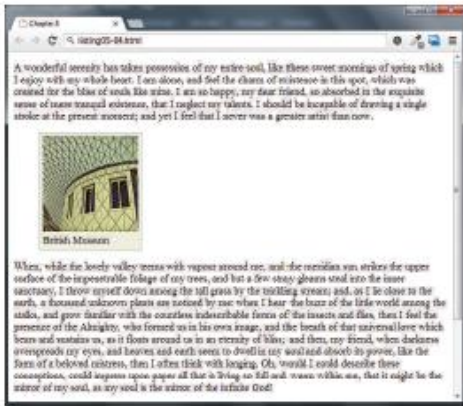 Chapter 5
listing05-04.html
A wonderful serenity has taken possession of my entire soul, like these sweet mornings of spring which
I enjoy with my whole heart. I am alone, and feel the charm of existence in this spot, which was
created for the bliss of souls like mine. I am so happy, my dear friend, so absorbed in the exquisite
sense of mere tranquil existence, that I neglect my talents. I should be incapable of drawing a single
stroke at the present moment; and yet I feel that I never was a greater artist than now.
British Museum
When, while the lovely valley teems with vapour around me, and the meridian sun strikes the upper
surface of the impenetrable foliage of my trees, and but a few stray gleams steal into the inner
sanctuary, I throw myself down among the tall grass by the trickling stream; and, as I lie close to the
earth, a thousand unknown plants are noticed by me: when I hear the buzz of the little world among the
stalks, and grow familiar with the countless indescribable forms of the insects and flies, then I feel the
presence of the Almighty, who formed us in his own image, and the breath of that universal love which
bears and sustains us, as it floats around us in an eternity of bliss; and then, my friend, when darkness
overspreads my eyes, and heaven and earth seem to dwell in my soul and absorb its power, like the
form of a beloved mistress, then I often think with longing, Oh, would I could describe these
conceptions, could impress upon paper all that is living so full and warm within me, that it might be the
mirror of my soul, as my soul is the mirror of the infinite God!